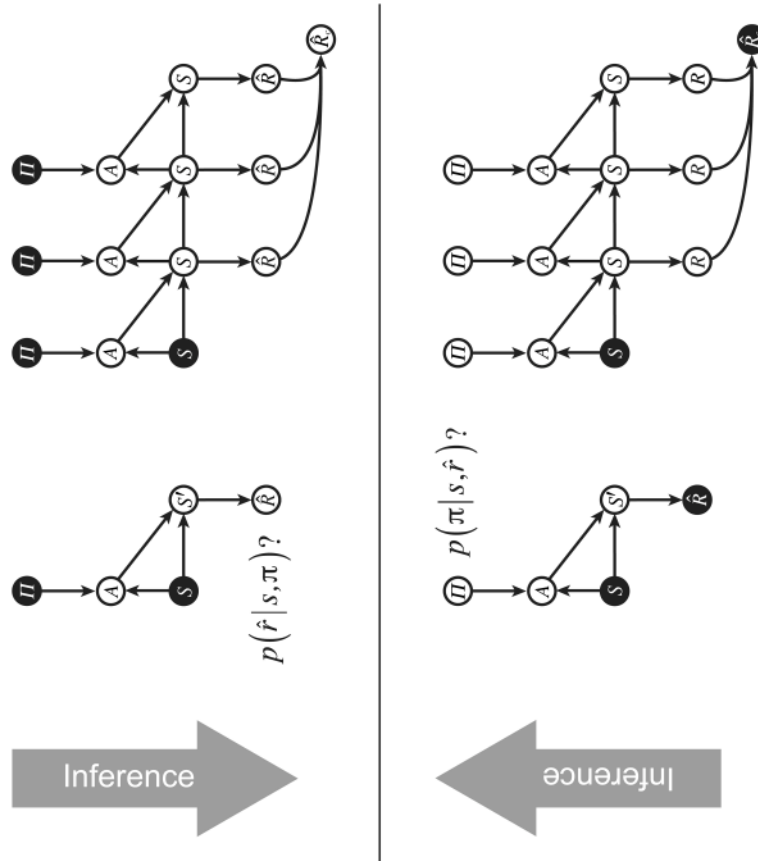 R̂c
S
R̂
Π
A
S
R̂
Π
A
S
R̂
Π
A
S
Π
A
S'
S
R̂
p(r̂|s,π)?
Inference
R̂
S
R
Π
A
S
R
Π
A
S
R
Π
A
S
p(π|s,r̂)?
Π
A
S'
S
R̂
Inference